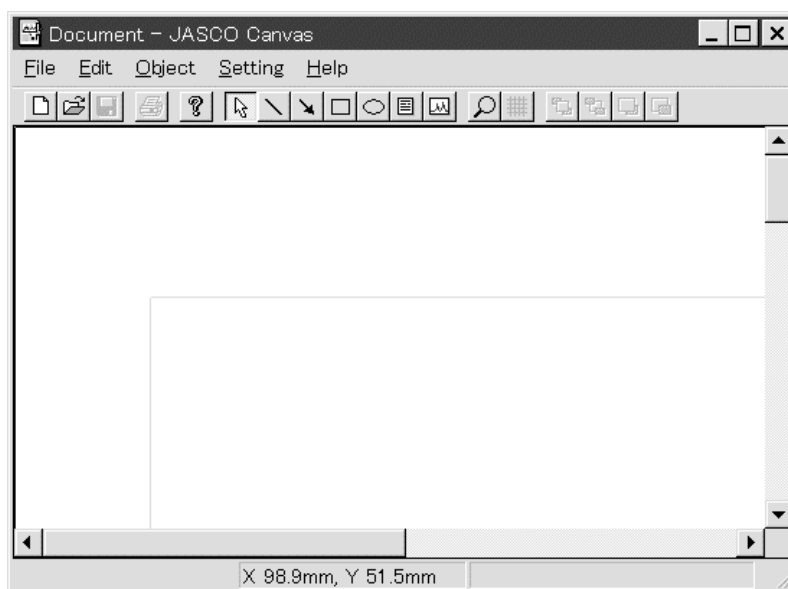 Document - JASCO Canvas
File Edit Object Setting Help
X 98.9mm, Y 51.5mm